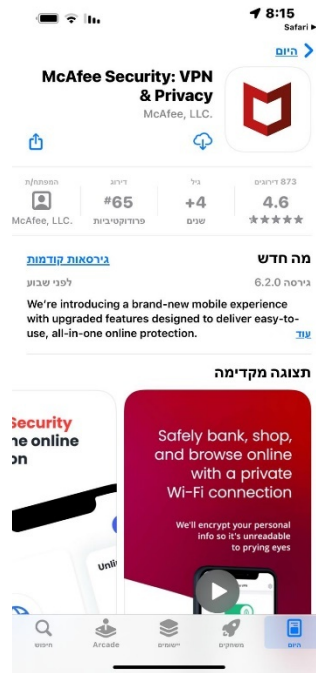 8:15
Safari
היום
McAfee Security: VPN
& Privacy
McAfee, LLC.
873 דירוגים
4.6
גיל
4+
שנים
דירוג
#65
פרודוקטיביות
המפתח/ת
McAfee, LLC.
מה חדש
גירסאות קודמות
גירסה 6.2.0
לפני שבוע
We're introducing a brand-new mobile experience
with upgraded features designed to deliver easy-to-
use, all-in-one online protection.
עוד
תצוגה מקדימה
Safely bank, shop,
and browse online
with a private
Wi-Fi connection
We'll encrypt your personal
info so it's unreadable
to prying eyes
Security
ne online
on
Unli
היום
משחקים
יישומים
Arcade
חיפוש